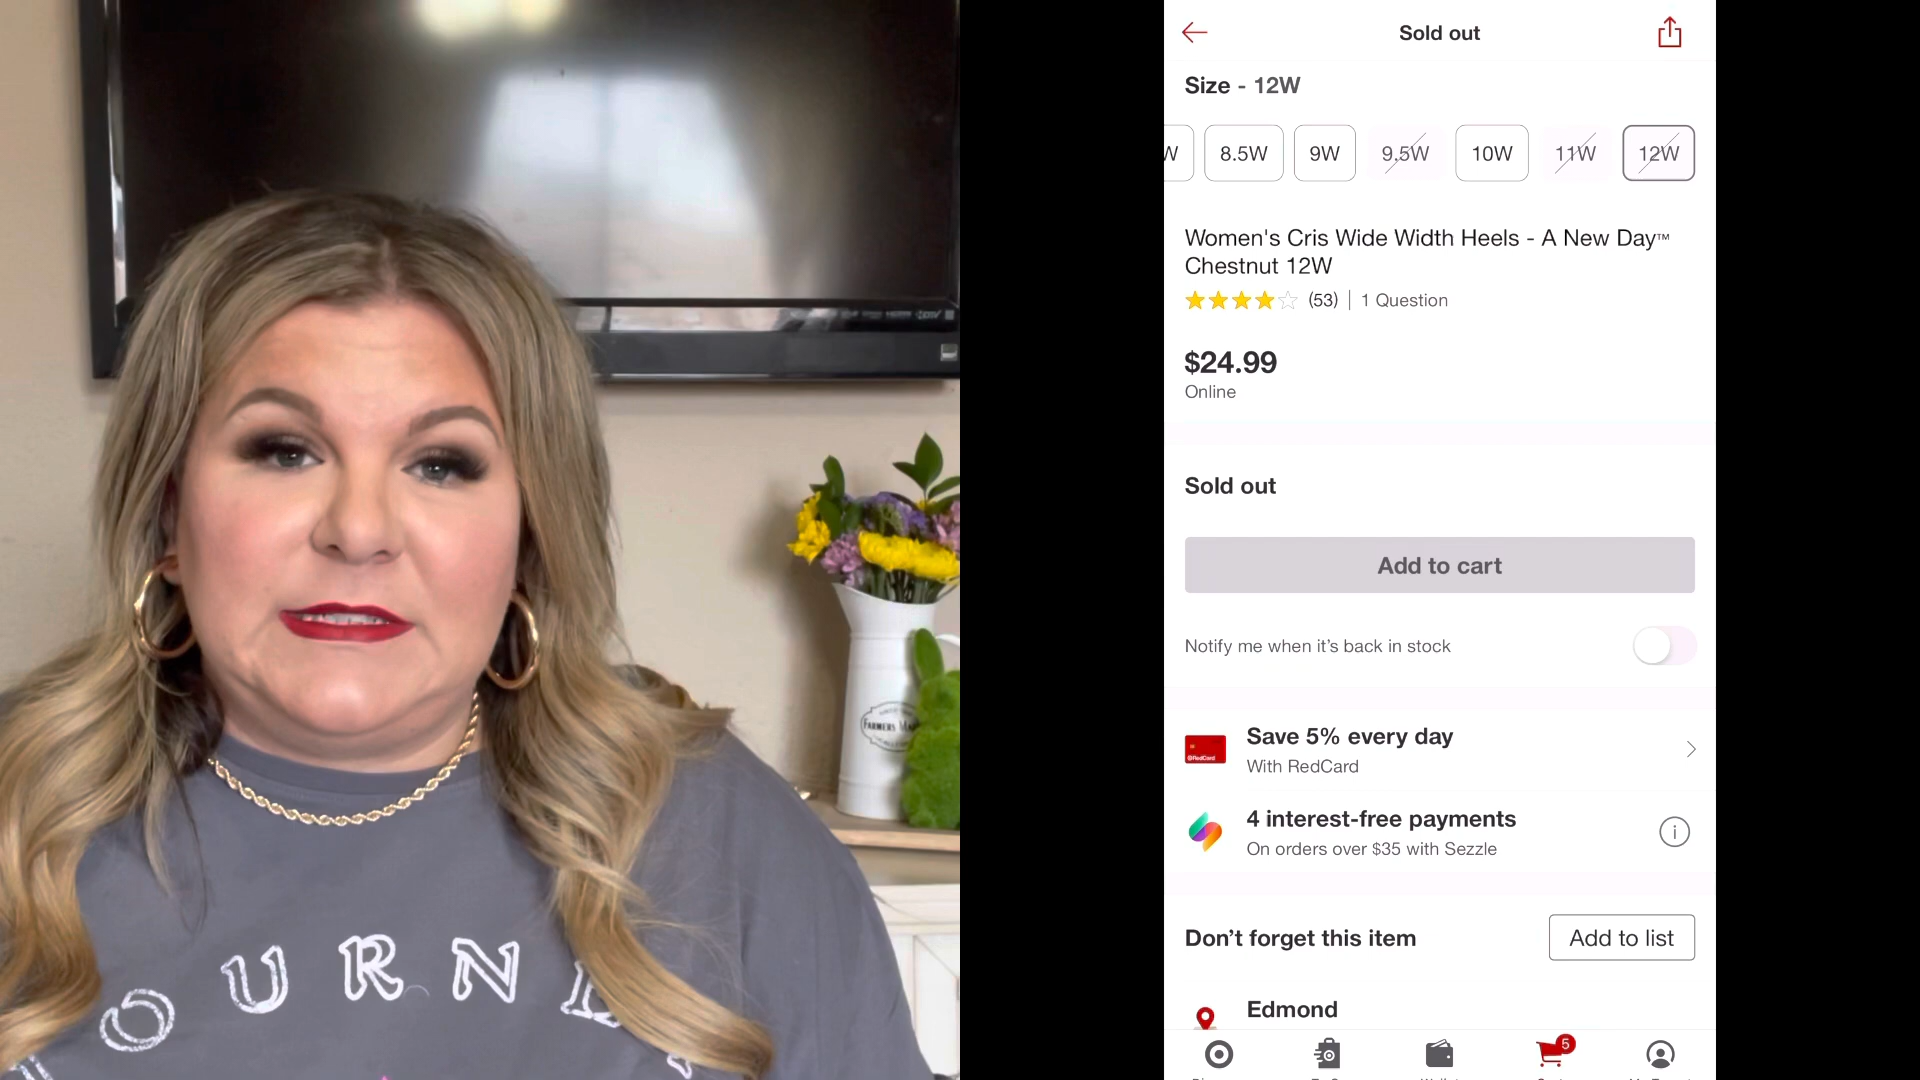 OURNE
FARMERS
Sold out
Size - 12W
W
8.5W
9W
9.5W
10W
11W
12W
Women's Cris Wide Width Heels - A New Day™
Chestnut 12W
(53) | 1 Question
$24.99
Online
Sold out
Add to cart
Notify me when it’s back in stock
Save 5% every day
RedCard
With RedCard
4 interest-free payments
On orders over $35 with Sezzle
Don’t forget this item
Add to list
Edmond
5